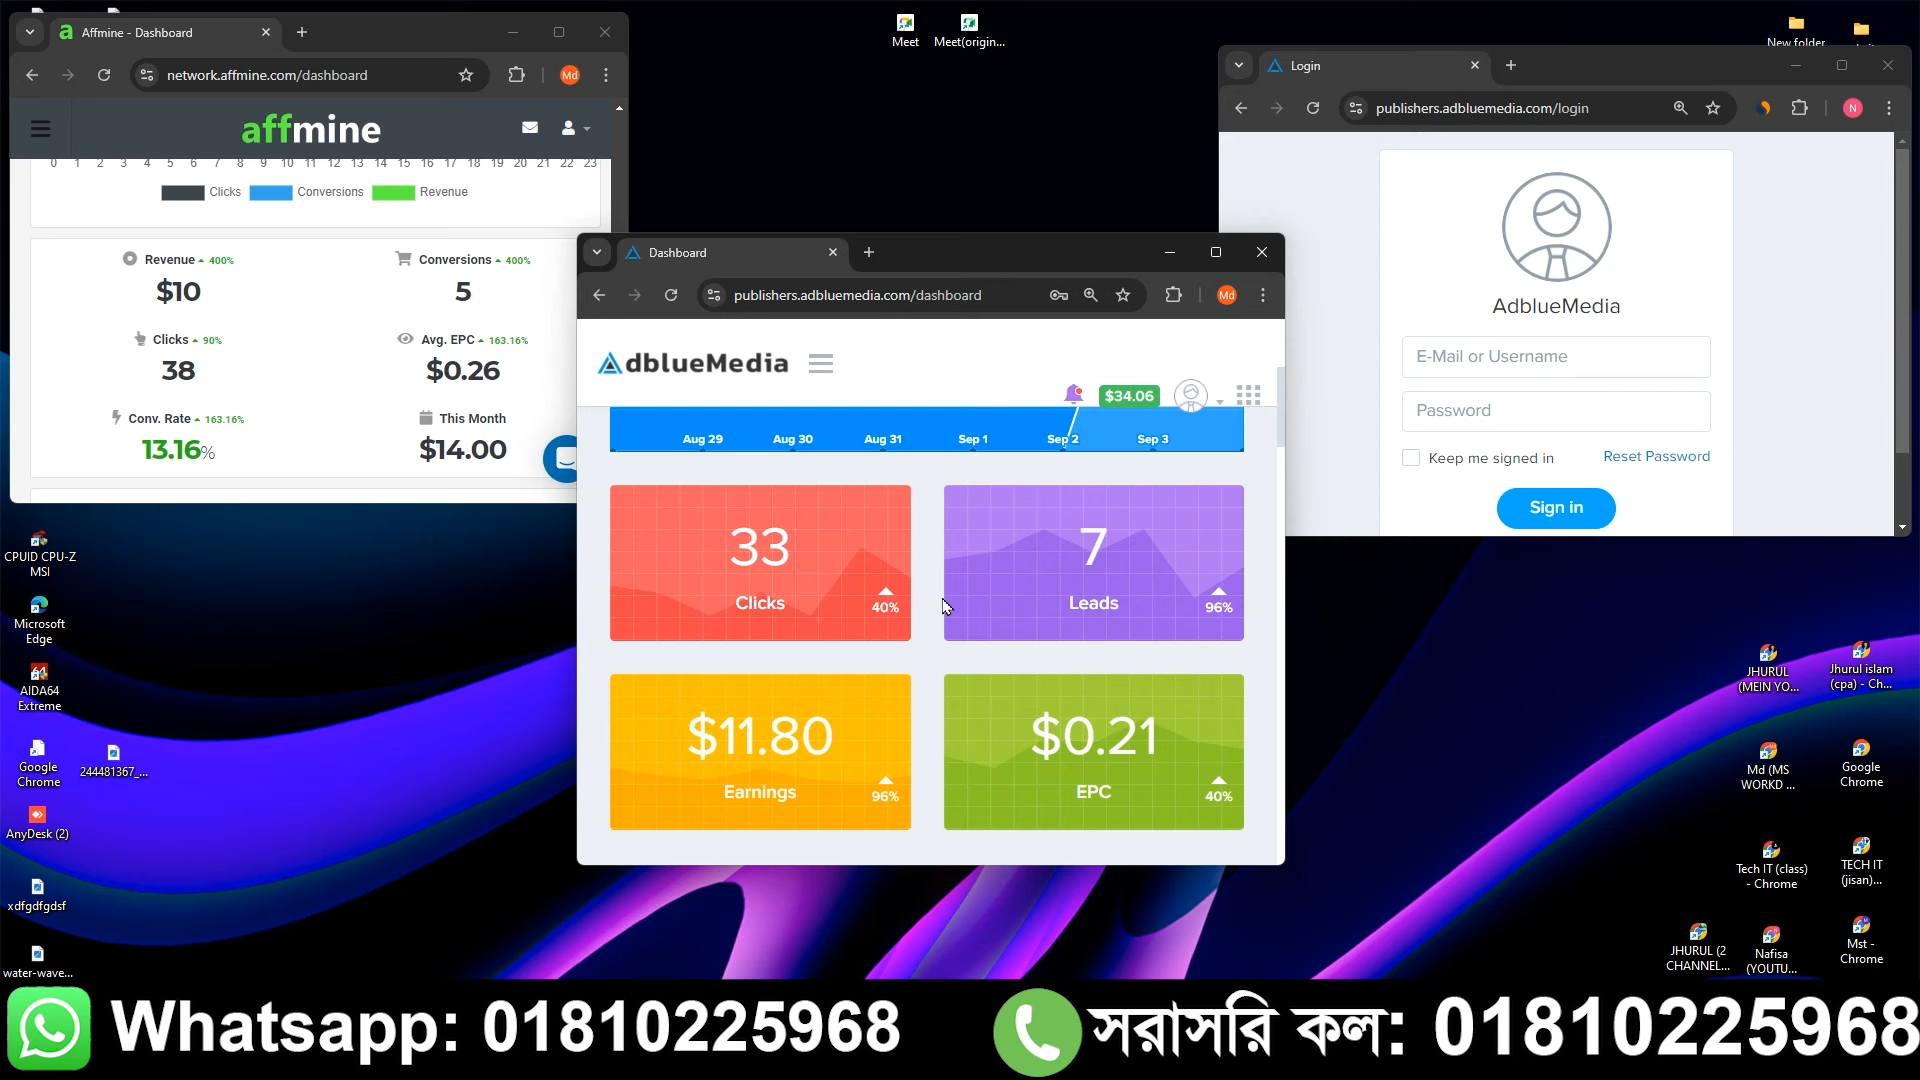 Meet
Meet(origin...
New folder
Affmine - Dashboard
network.affmine.com/dashboard
Md
affmine
0 1 2 3 4 5 6 7 8 9 10 11 12 13 14 15 16 17 18 19 20 21 22 23
Clicks Conversions Revenue
Revenue 400%
$10
Conversions 400%
5
Clicks 90%
38
Avg. EPC 163.16%
$0.26
Conv. Rate 163.16%
13.16%
This Month
$14.00
Dashboard
publishers.adbluemedia.com/dashboard
Md
AdblueMedia
$34.06
Aug 29 Aug 30 Aug 31 Sep 1 Sep 2 Sep 3
33
Clicks
40%
7
Leads
96%
$11.80
Earnings
96%
$0.21
EPC
40%
Login
publishers.adbluemedia.com/login
N
AdblueMedia
E-Mail or Username
Password
Keep me signed in Reset Password
Sign in
CPUID CPU-Z
MSI
Microsoft
Edge
64
AIDA64
Extreme
Google
Chrome
244481367_...
AnyDesk (2)
xdfgdfgdsf
water-wave...
JHURUL
(MEIN YO...
Jhurul islam
(cpa) - Ch...
Md (MS
WORKD ...
Google
Chrome
Tech IT (class)
- Chrome
TECH IT
(jisan)...
JHURUL (2
CHANNEL...
Nafisa
(YOUTU...
Mst -
Chrome
Whatsapp: 01810225968
সরাসরি কল: 01810225968